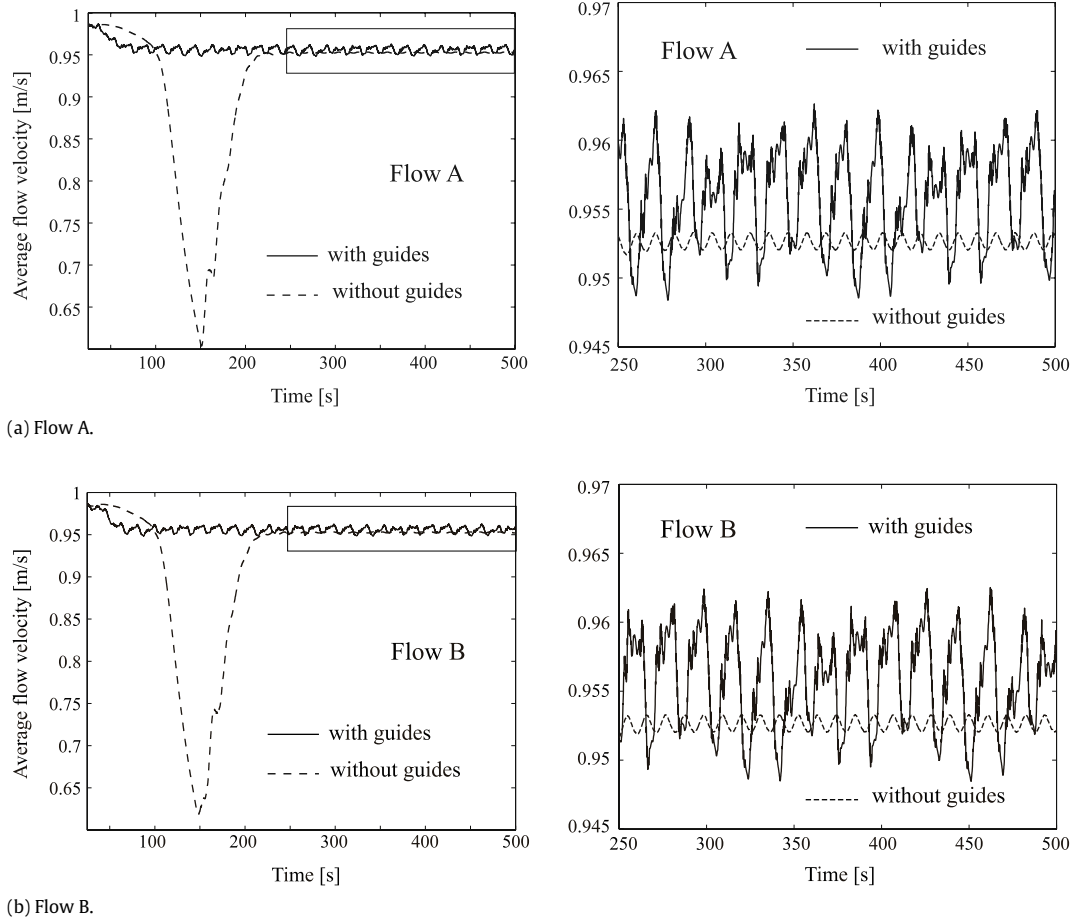 1
0.95
0.9
0.85
0.8
0.75
0.7
0.65
Average flow velocity [m/s]
Flow A
with guides
without guides
100
200
300
400
500
Time [s]
0.97
0.965
0.96
0.955
0.95
0.945
Flow A
with guides
without guides
250
300
350
400
450
500
Time [s]
(a) Flow A.
1
0.95
0.9
0.85
0.8
0.75
0.7
0.65
Average flow velocity [m/s]
Flow B
with guides
without guides
100
200
300
400
500
Time [s]
0.97
0.965
0.96
0.955
0.95
0.945
Flow B
with guides
without guides
250
300
350
400
450
500
Time [s]
(b) Flow B.